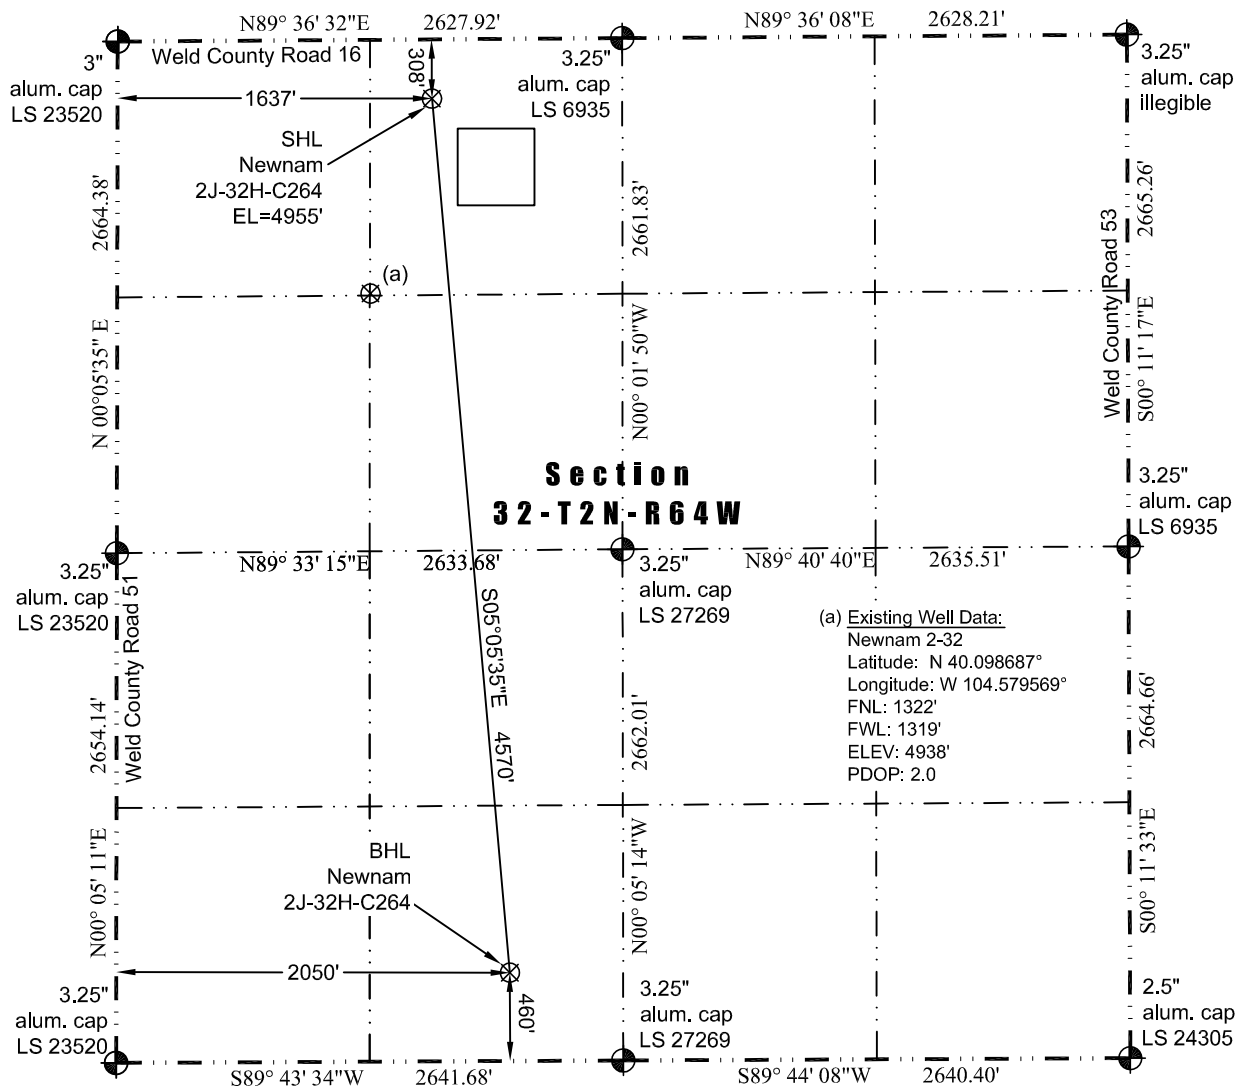 N89° 36' 32"E 2627.92' N89° 36' 08"E 2628.21'
Weld County Road 16
3"
alum. cap
LS 23520
308'
1637'
3.25"
alum. cap
LS 6935
3.25"
alum. cap
illegible
SHL
Newnam
2J-32H-C264
EL=4955'
2664.38'
2661.83'
2665.26'
Weld County Road 53
(a)
N 00°05'35" E
N00° 01' 50"W
S00° 11' 17"E
Section
32-T2N-R64W
3.25"
alum. cap
LS 6935
N89° 33' 15"E 2633.68' N89° 40' 40"E 2635.51'
3.25"
alum. cap
LS 23520
Weld County Road 51
3.25"
alum. cap
LS 27269
S05°05'35"E 4570'
(a) Existing Well Data:
Newnam 2-32
Latitude: N 40.098687°
Longitude: W 104.579569°
FNL: 1322'
FWL: 1319'
ELEV: 4938'
PDOP: 2.0
2654.14'
2662.01'
2664.66'
N00° 05' 11"E
N00° 05' 14"W
S00° 11' 33"E
BHL
Newnam
2J-32H-C264
2050'
460'
3.25"
alum. cap
LS 23520
3.25"
alum. cap
LS 27269
2.5"
alum. cap
LS 24305
S89° 43' 34"W 2641.68' S89° 44' 08"W 2640.40'